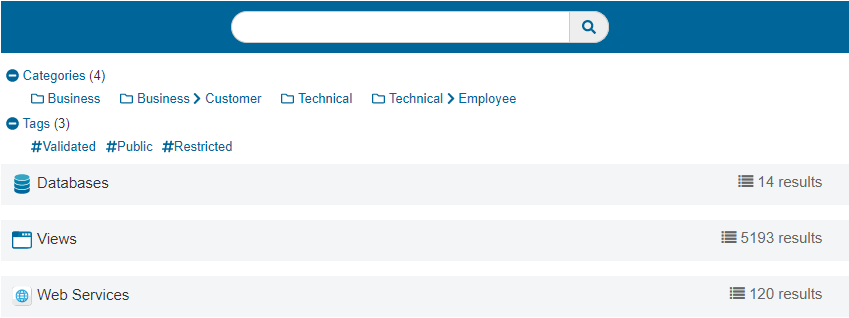 Categories (4)
Business Business Customer Technical Technical Employee
Tags (3)
#Validated #Public #Restricted
Databases 14 results
Views 5193 results
Web Services 120 results